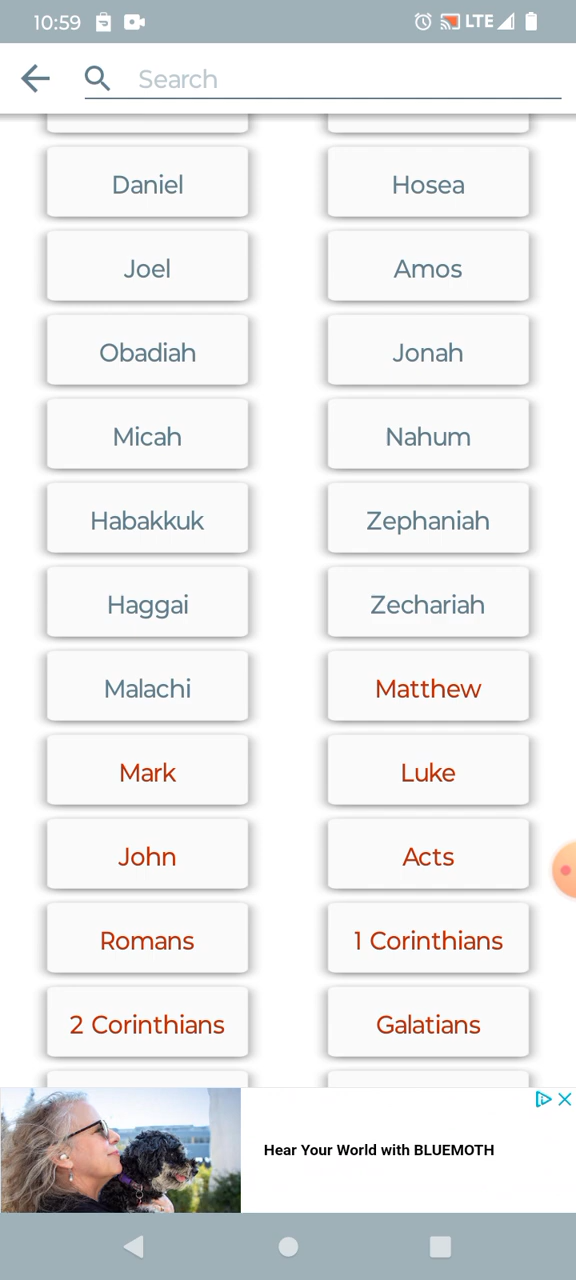 10:59
LTE
Search
Daniel
Hosea
Joel
Amos
Obadiah
Jonah
Micah
Nahum
Habakkuk
Zephaniah
Haggai
Zechariah
Malachi
Matthew
Mark
Luke
John
Acts
Romans
1 Corinthians
2 Corinthians
Galatians
Hear Your World with BLUEMOTH